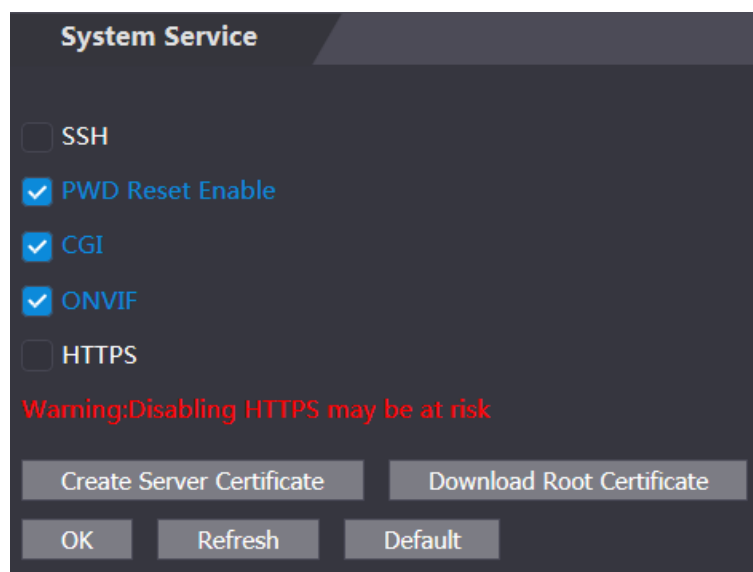 System Service
SSH
PWD Reset Enable
CGI
ONVIF
HTTPS
Warning:Disabling HTTPS may be at risk
Create Server Certificate Download Root Certificate
OK Refresh Default